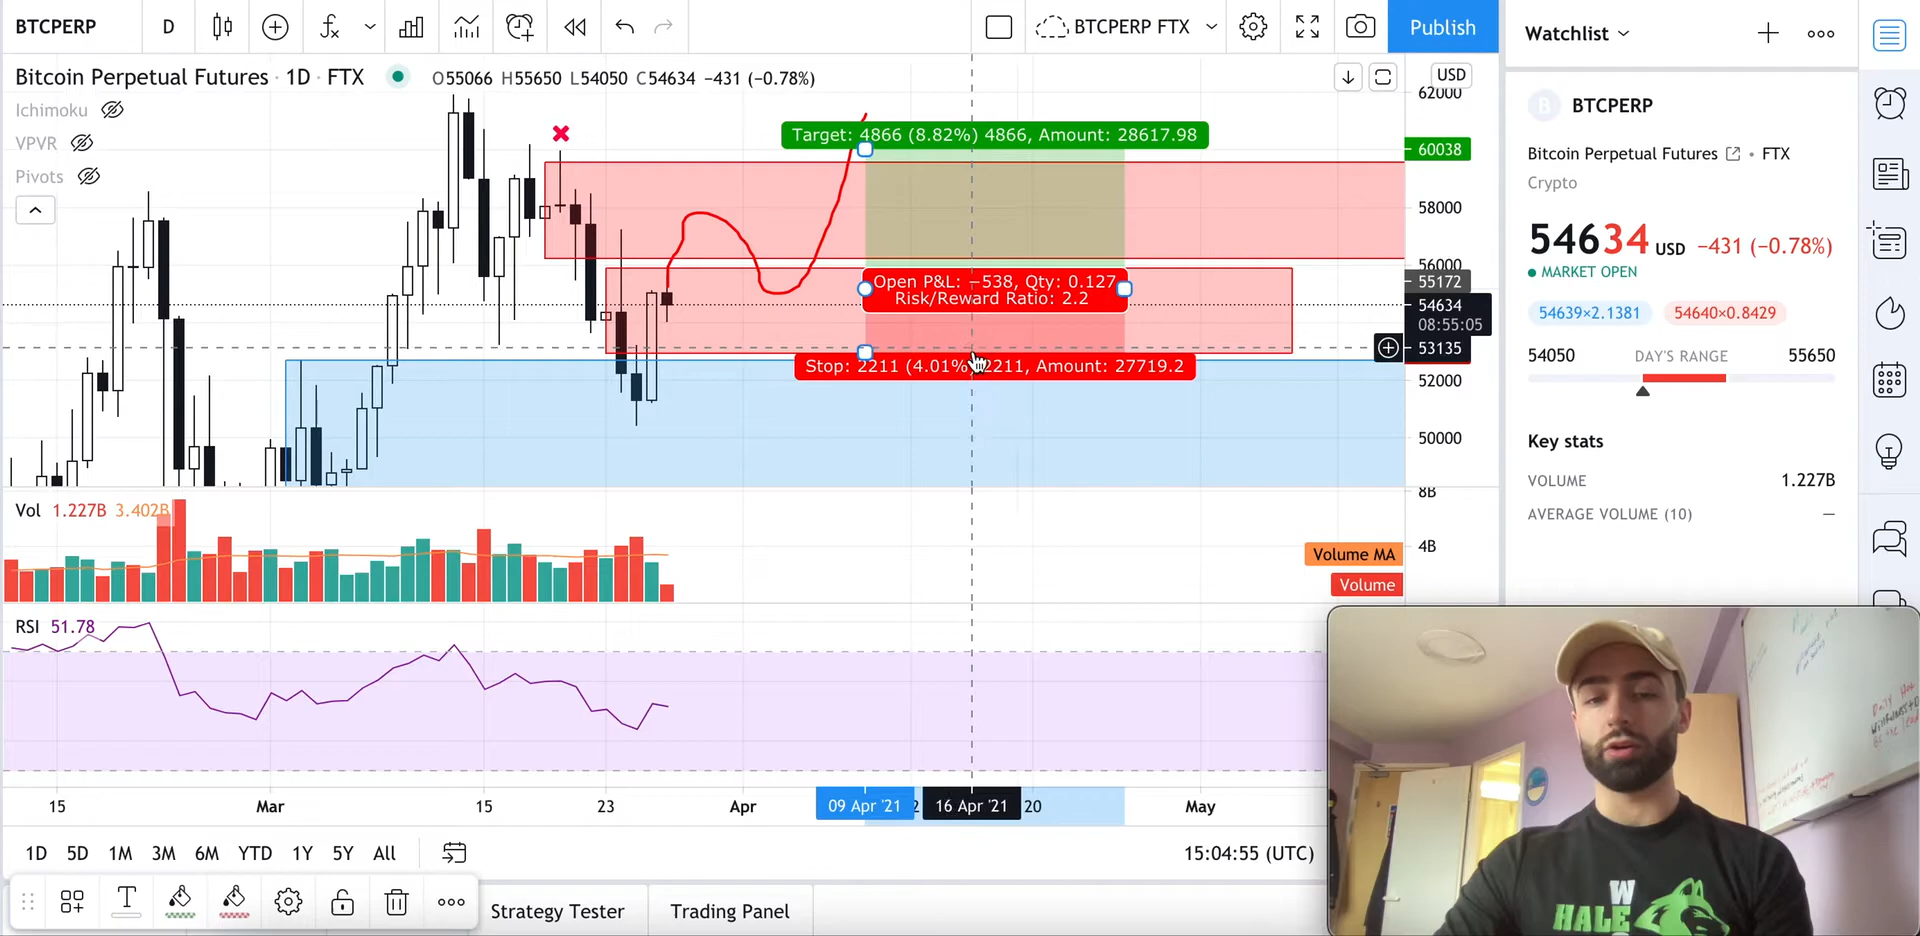 BTCPERP
D
BTCPERP FTX
Publish
Watchlist
Bitcoin Perpetual Futures · 1D · FTX
O55066 H55650 L54050 C54634 −431 (−0.78%)
USD
Ichimoku
VPVR
Pivots
62000
60038
58000
56000
55172
54634
08:55:05
53135
52000
50000
Target: 4866 (8.82%) 4866, Amount: 28617.98
Open P&L: −538, Qty: 0.127
Risk/Reward Ratio: 2.2
Stop: 2211 (4.01%) 2211, Amount: 27719.2
B
BTCPERP
Bitcoin Perpetual Futures • FTX
Crypto
54634 USD −431 (−0.78%)
MARKET OPEN
54639×2.1381 54640×0.8429
54050 DAY'S RANGE 55650
Key stats
VOLUME 1.227B
AVERAGE VOLUME (10) —
Vol 1.227B 3.402B
8B
4B
Volume MA
Volume
RSI 51.78
15 Mar 15 23 Apr 09 Apr '21 2 16 Apr '21 20 May
1D 5D 1M 3M 6M YTD 1Y 5Y All
15:04:55 (UTC)
T
Strategy Tester
Trading Panel
W
HALE